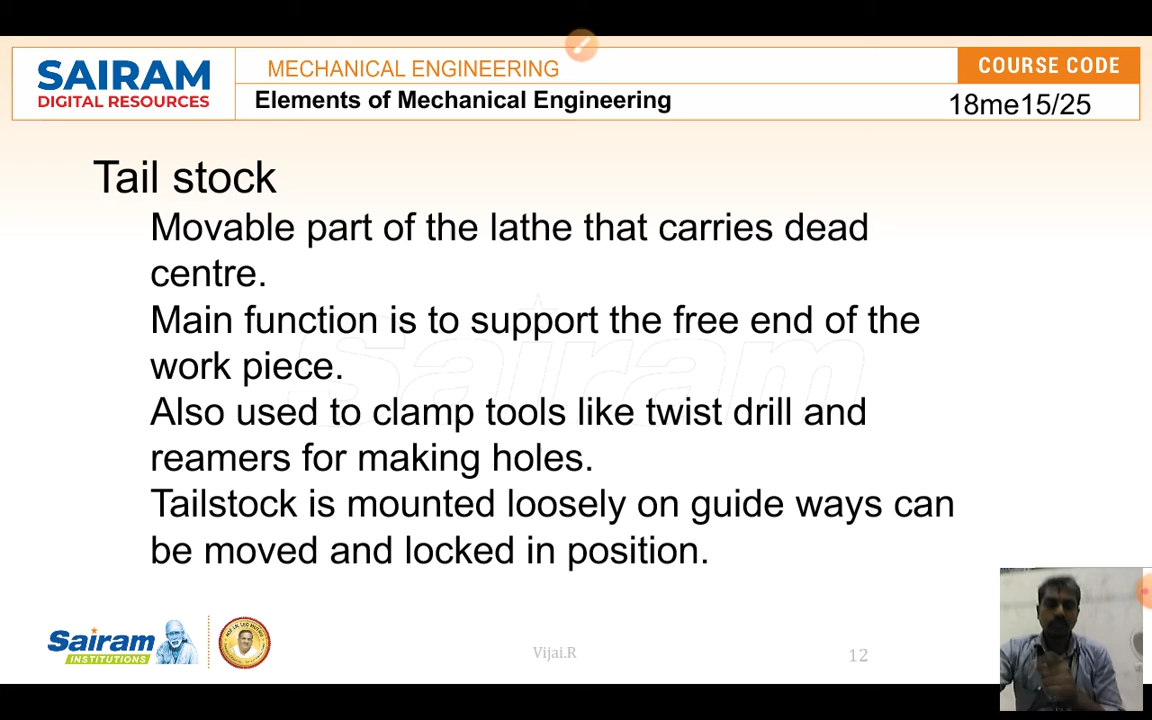 SAIRAM
DIGITAL RESOURCES
MECHANICAL ENGINEERING
Elements of Mechanical Engineering
COURSE CODE
18me15/25
Tail stock
Movable part of the lathe that carries dead
centre.
Main function is to support the free end of the
work piece.
Also used to clamp tools like twist drill and
reamers for making holes.
Tailstock is mounted loosely on guide ways can
be moved and locked in position.
Sairam
Sairam
INSTITUTIONS
Vijai.R
12